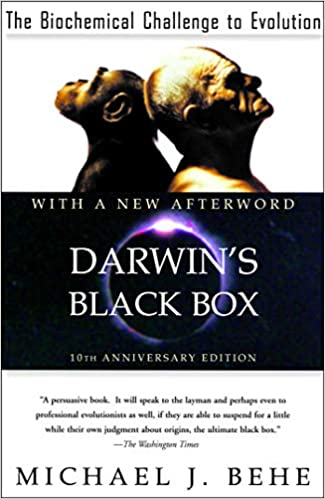 The Biochemical Challenge to Evolution
WITH A NEW AFTERWORD
DARWIN'S
BLACK BOX
10TH ANNIVERSARY EDITION
"A persuasive book. It will speak to the layman and perhaps even to
professional evolutionists as well, if they are able to suspend for a little
while their own judgment about origins, the ultimate black box."
—The Washington Times
MICHAEL J. BEHE